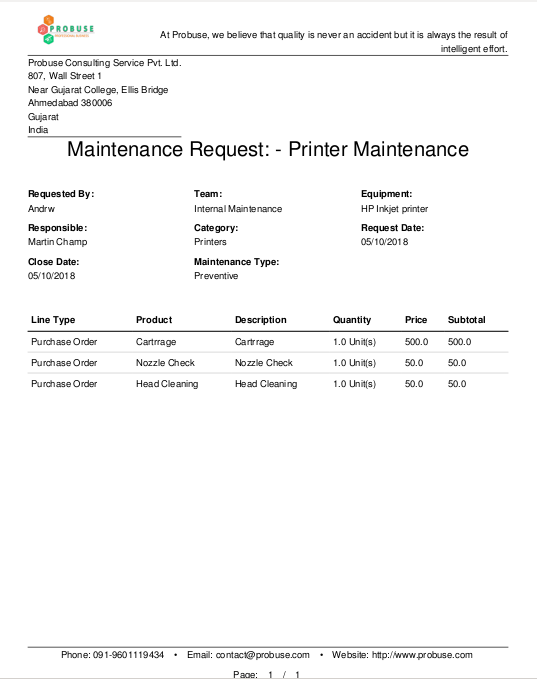 PROBUSE
At Probuse, we believe that quality is never an accident but it is always the result of
intelligent effort.
Probuse Consulting Service Pvt. Ltd.
807, Wall Street 1
Near Gujarat College, Ellis Bridge
Ahmedabad 380006
Gujarat
India
Maintenance Request: - Printer Maintenance
Requested By: Team: Equipment:
Andrw Internal Maintenance HP Inkjet printer
Responsible: Category: Request Date:
Martin Champ Printers 05/10/2018
Close Date: Maintenance Type:
05/10/2018 Preventive
Line Type Product Description Quantity Price Subtotal
Purchase Order Cartrrage Cartrrage 1.0 Unit(s) 500.0 500.0
Purchase Order Nozzle Check Nozzle Check 1.0 Unit(s) 50.0 50.0
Purchase Order Head Cleaning Head Cleaning 1.0 Unit(s) 50.0 50.0
Phone: 091-9601119434 • Email: contact@probuse.com • Website: http://www.probuse.com
Page: 1 / 1